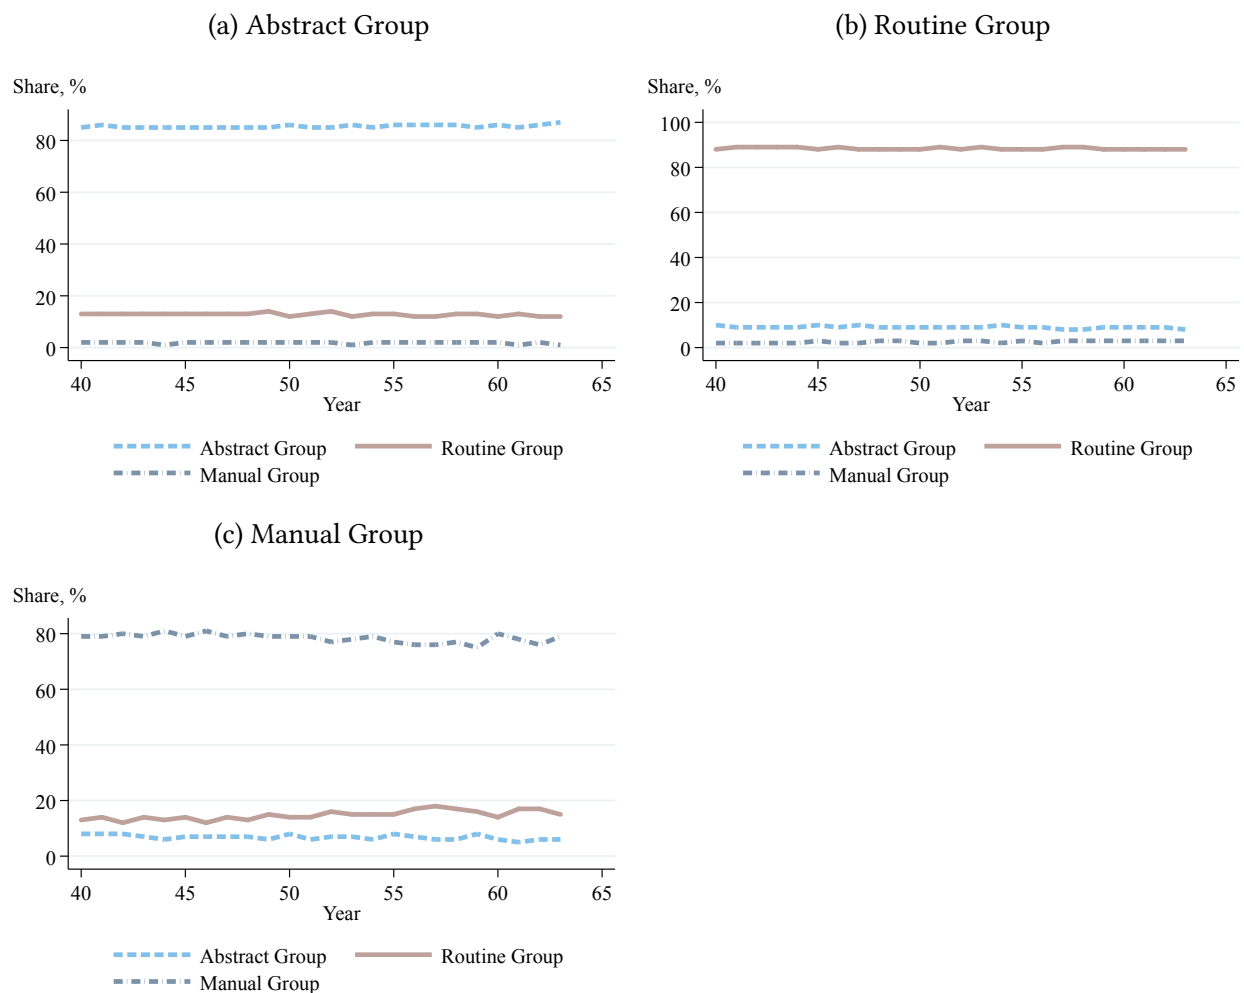 (a) Abstract Group
Share, %
80
60
40
20
0
40 45 50 55 60 65
Year
Abstract Group Routine Group
Manual Group
(b) Routine Group
Share, %
100
80
60
40
20
0
40 45 50 55 60 65
Year
Abstract Group Routine Group
Manual Group
(c) Manual Group
Share, %
80
60
40
20
0
40 45 50 55 60 65
Year
Abstract Group Routine Group
Manual Group